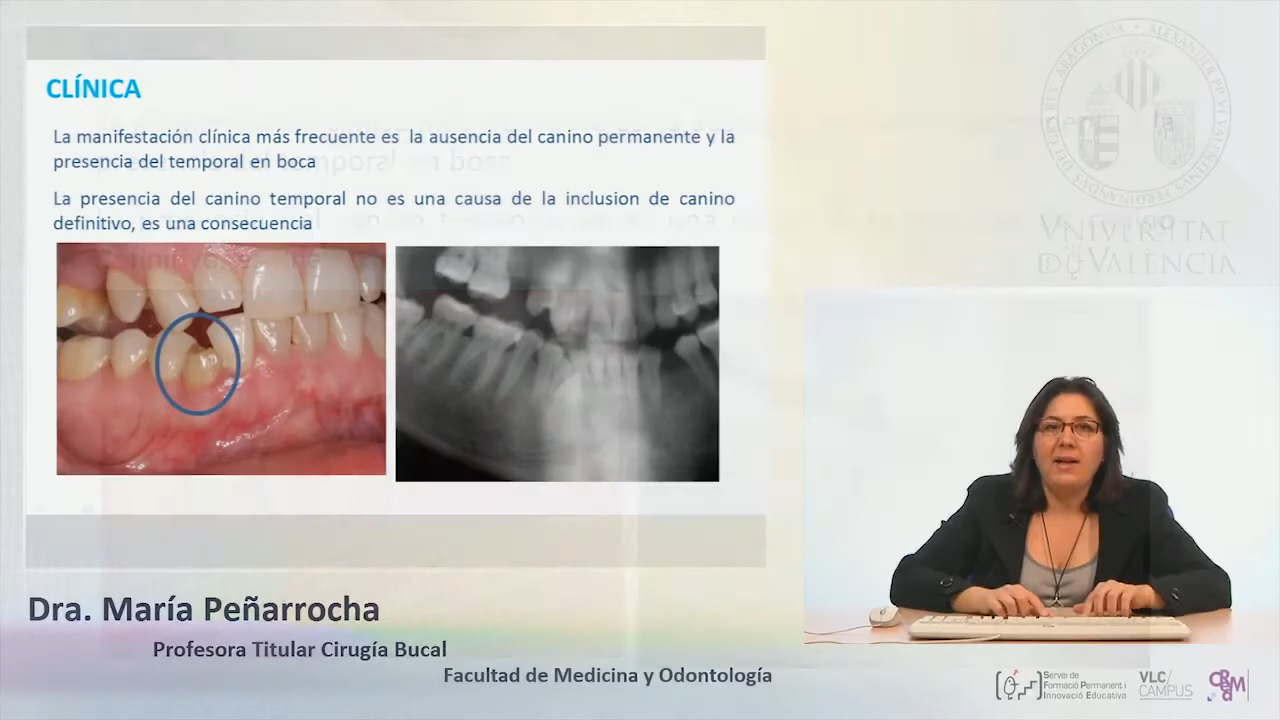 CLÍNICA
La manifestación clínica más frecuente es la ausencia del canino permanente y la
presencia del temporal en boca
La presencia del canino temporal no es una causa de la inclusion de canino
definitivo, es una consecuencia
VNIVERSITAT
DE VALÈNCIA
Dra. María Peñarrocha
Profesora Titular Cirugía Bucal
Facultad de Medicina y Odontología
Servei de
Formació Permanent i
Innovació Educativa
VLC/
CAMPUS